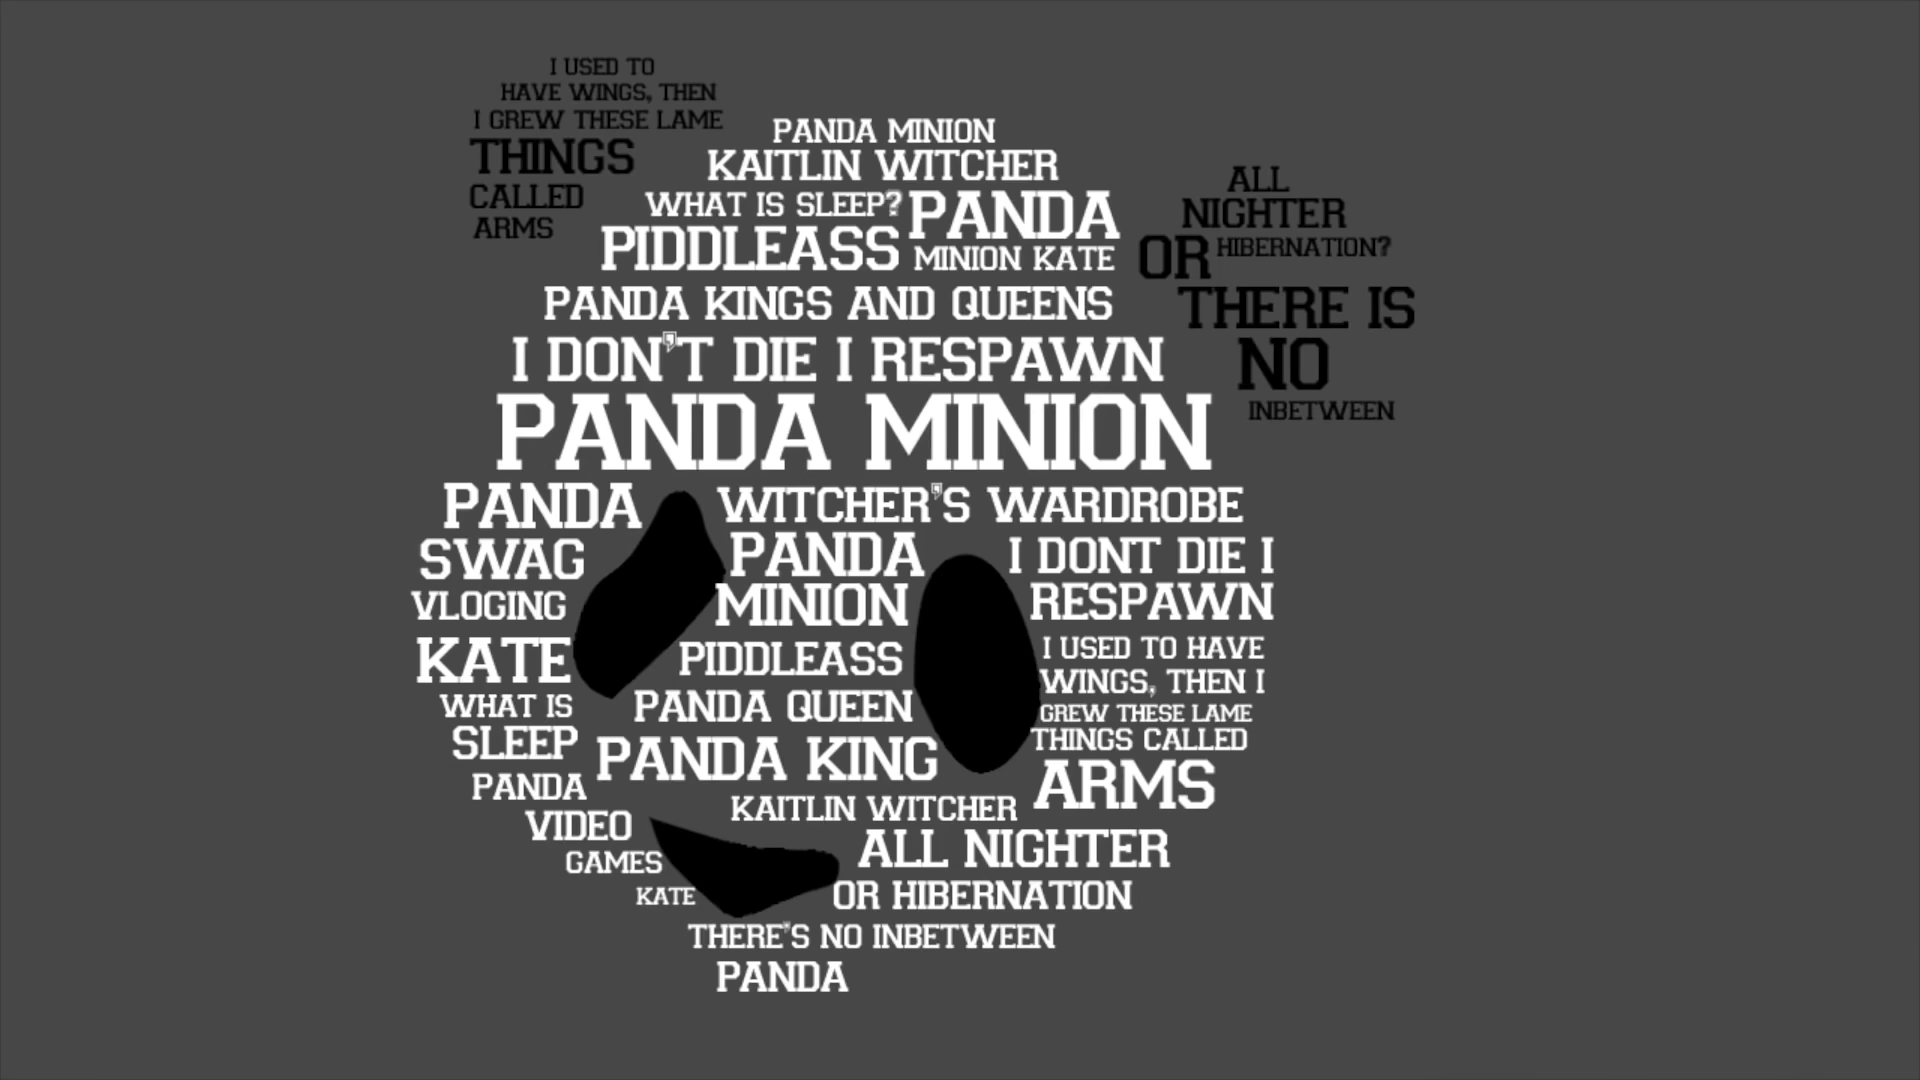 I USED TO
HAVE WINGS, THEN
I GREW THESE LAME
THINGS
CALLED
ARMS
PANDA MINION
KAITLIN WITCHER
WHAT IS SLEEP? PANDA
PIDDLEASS MINION KATE
PANDA KINGS AND QUEENS
I DON'T DIE I RESPAWN
PANDA MINION
ALL
NIGHTER
OR HIBERNATION?
THERE IS
NO
INBETWEEN
PANDA
SWAG
VLOGING
KATE
WHAT IS
SLEEP
PANDA
VIDEO
GAMES
KATE
WITCHER'S WARDROBE
PANDA
MINION
PIDDLEASS
PANDA QUEEN
PANDA KING
KAITLIN WITCHER
I DONT DIE I
RESPAWN
I USED TO HAVE
WINGS, THEN I
GREW THESE LAME
THINGS CALLED
ARMS
ALL NIGHTER
OR HIBERNATION
THERE'S NO INBETWEEN
PANDA